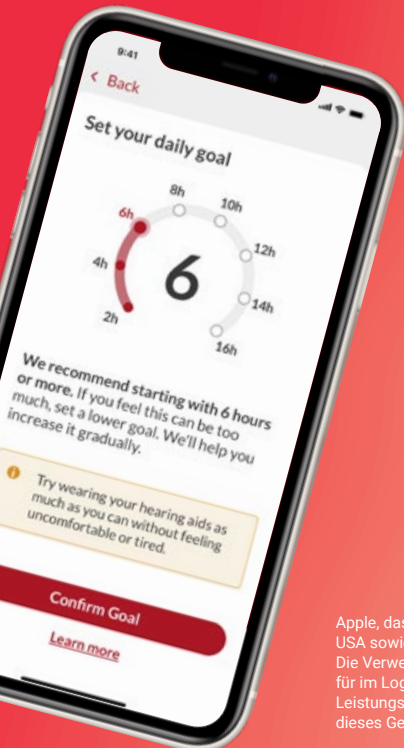 9:41
Back
Set your daily goal
8h
10h
6h
12h
4h
6
14h
2h
16h
We recommend starting with 6 hours
or more. If you feel this can be too
much, set a lower goal. We'll help you
increase it gradually.
Try wearing your hearing aids as
much as you can without feeling
uncomfortable or tired.
Confirm Goal
Learn more
Apple, das
USA sowie
Die Verwe
für im Log
Leistungs
dieses Ge